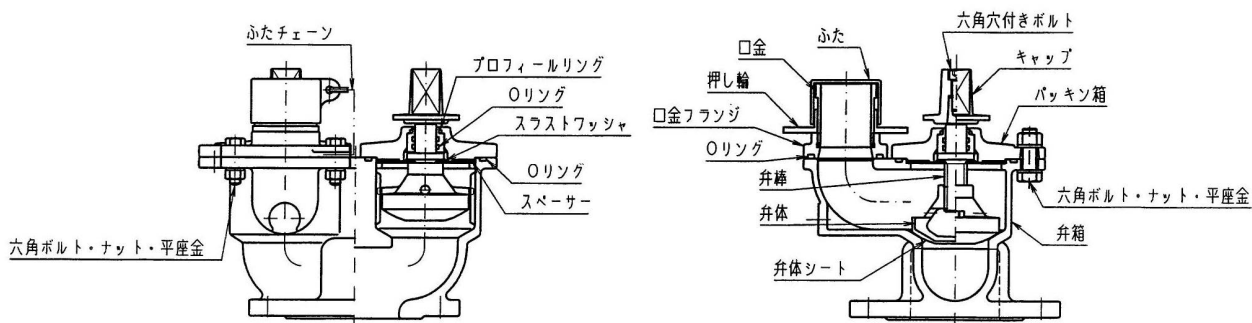 ふたチェーン
プロフィールリング
Oリング
スラストワッシャ
Oリング
スペーサー
六角ボルト・ナット・平座金
六角穴付きボルト
ふた
口金
キャップ
押し輪
パッキン箱
口金フランジ
Oリング
弁棒
六角ボルト・ナット・平座金
弁体
弁箱
弁体シート